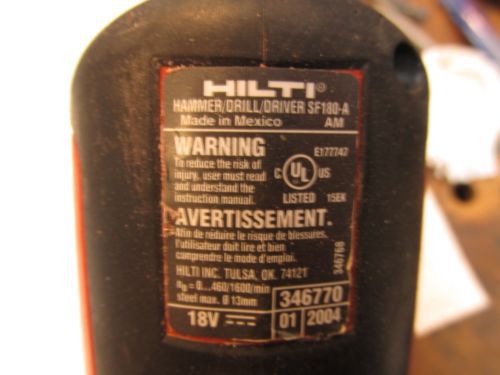 HILTI®
HAMMER/DRILL/DRIVER SF180-A
Made in Mexico AM
WARNING
To reduce the risk of
injury, user must read
and understand the
instruction manual.
E177747
C UL US
LISTED 15EK
AVERTISSEMENT.
Afin de réduire le risque de blessures,
l'utilisateur doit lire et bien
comprendre le mode d'emploi.
346768
HILTI INC. TULSA, OK. 74121
n0 = 0...460/1600/min
steel max. Ø 13mm
346770
18V
01 2004